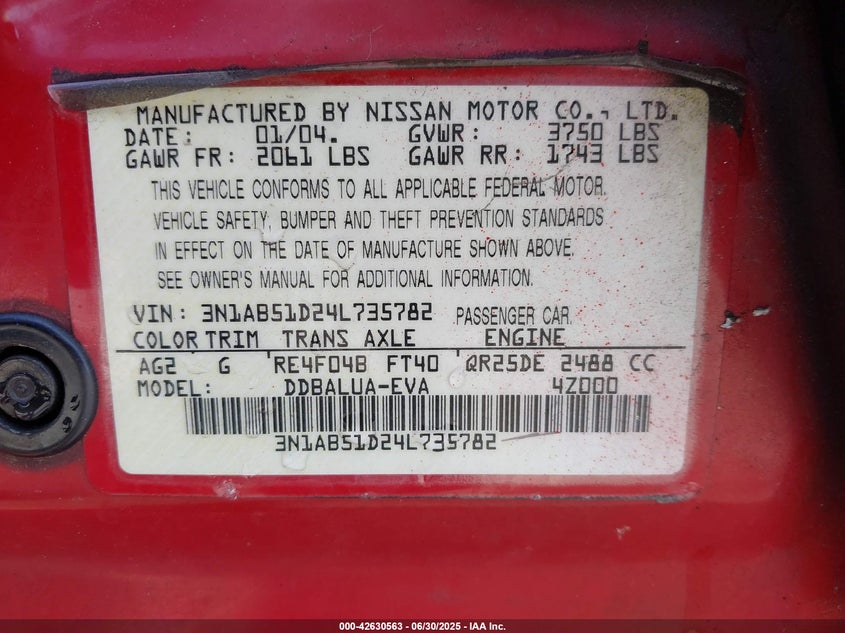 MANUFACTURED BY NISSAN MOTOR CO., LTD.
DATE: 01/04. GVWR: 3750 LBS
GAWR FR: 2061 LBS GAWR RR: 1743 LBS
THIS VEHICLE CONFORMS TO ALL APPLICABLE FEDERAL MOTOR
VEHICLE SAFETY, BUMPER AND THEFT PREVENTION STANDARDS
IN EFFECT ON THE DATE OF MANUFACTURE SHOWN ABOVE.
SEE OWNER'S MANUAL FOR ADDITIONAL INFORMATION.
VIN: 3N1AB51D24L735782 PASSENGER CAR
COLOR TRIM TRANS AXLE ENGINE
AG2 G RE4F04B FT40 QR25DE 2488 CC
MODEL: DDBALUA-EVA 4Z000
3N1AB51D24L735782
000-42630563 - 06/30/2025 - IAA Inc.